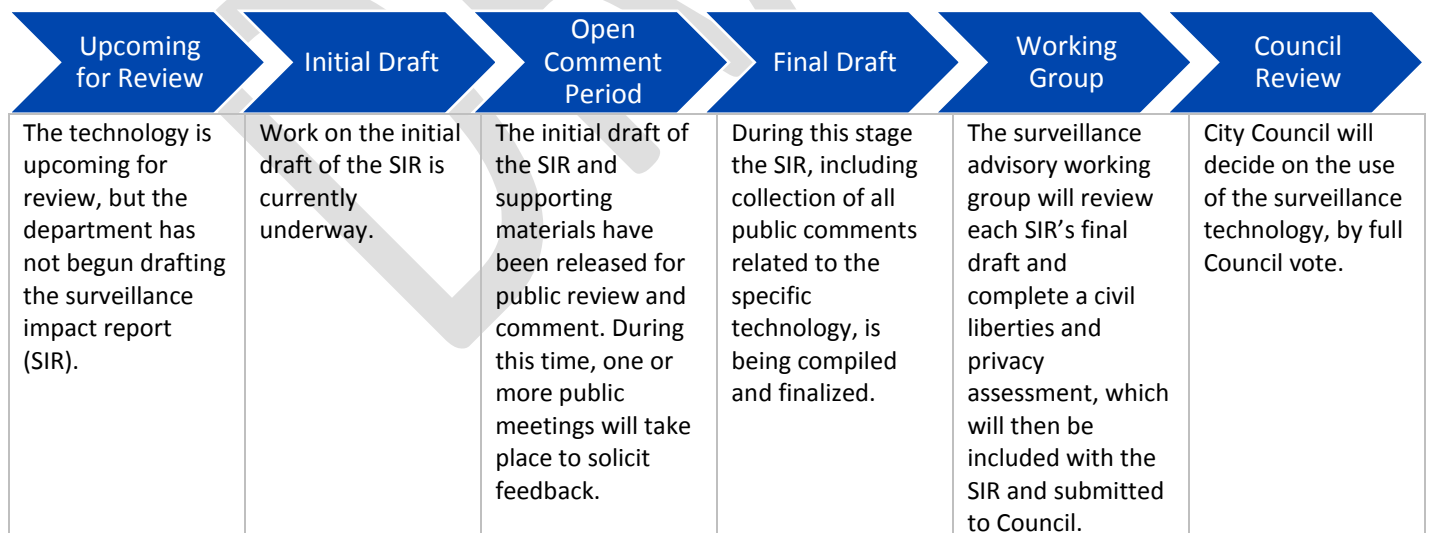 Upcoming
for Review
Initial Draft
Open
Comment
Period
Final Draft
Working
Group
Council
Review
The technology is
upcoming for
review, but the
department has
not begun drafting
the surveillance
impact report
(SIR).
Work on the initial
draft of the SIR is
currently
underway.
The initial draft of
the SIR and
supporting
materials have
been released for
public review and
comment. During
this time, one or
more public
meetings will take
place to solicit
feedback.
During this stage
the SIR, including
collection of all
public comments
related to the
specific
technology, is
being compiled
and finalized.
The surveillance
advisory working
group will review
each SIR’s final
draft and
complete a civil
liberties and
privacy
assessment, which
will then be
included with the
SIR and submitted
to Council.
City Council will
decide on the use
of the surveillance
technology, by full
Council vote.